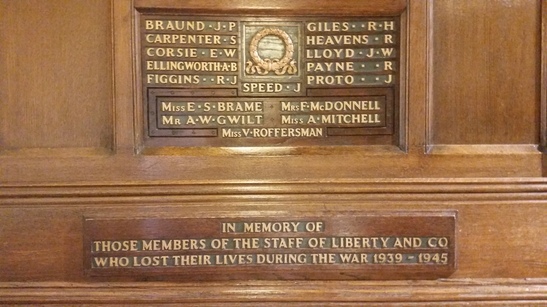 BRAUND · J · P GILES · · R · H
CARPENTER · S HEAVENS · R
CORSIE · E · W LLOYD · J · W
ELLINGWORTH · A · B PAYNE · · R
FIGGINS · · R · J PROTO · · J
SPEED · J
MISS E · S · BRAME MRS F · McDONNELL
MR A · W · GWILT MISS A · MITCHELL
MISS V · ROFFERSMAN
IN MEMORY OF
THOSE MEMBERS OF THE STAFF OF LIBERTY AND CO
WHO LOST THEIR LIVES DURING THE WAR 1939 - 1945